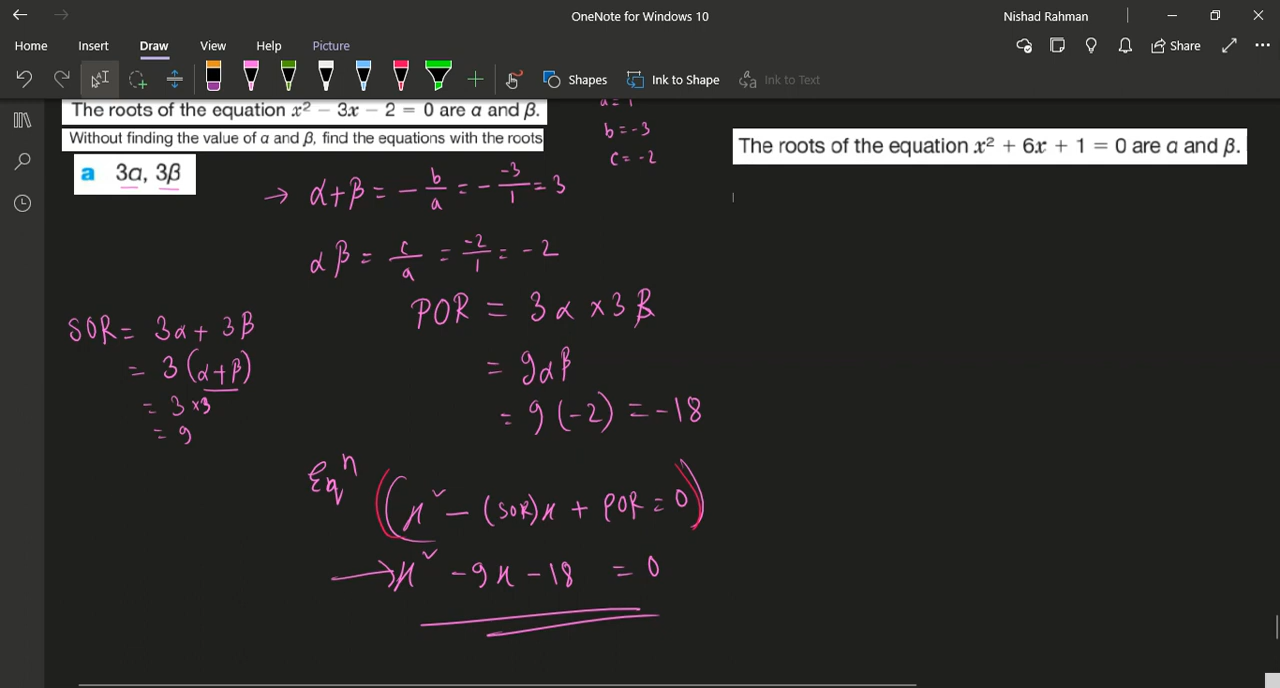 OneNote for Windows 10
Nishad Rahman
Home Insert Draw View Help Picture
Share
Shapes Ink to Shape Ink to Text
The roots of the equation x² − 3x − 2 = 0 are α and β.
Without finding the value of α and β, find the equations with the roots
a 3α, 3β
a = 1
b = -3
c = -2
→ α+β = - b/a = - -3/1 = 3
αβ = c/a = -2/1 = -2
SOR = 3α + 3β
= 3(α+β)
= 3×3
= 9
POR = 3α × 3β
= 9αβ
= 9(-2) = -18
Eqⁿ (x² - (SOR)x + POR = 0)
→ x² - 9x - 18 = 0
The roots of the equation x² + 6x + 1 = 0 are α and β.